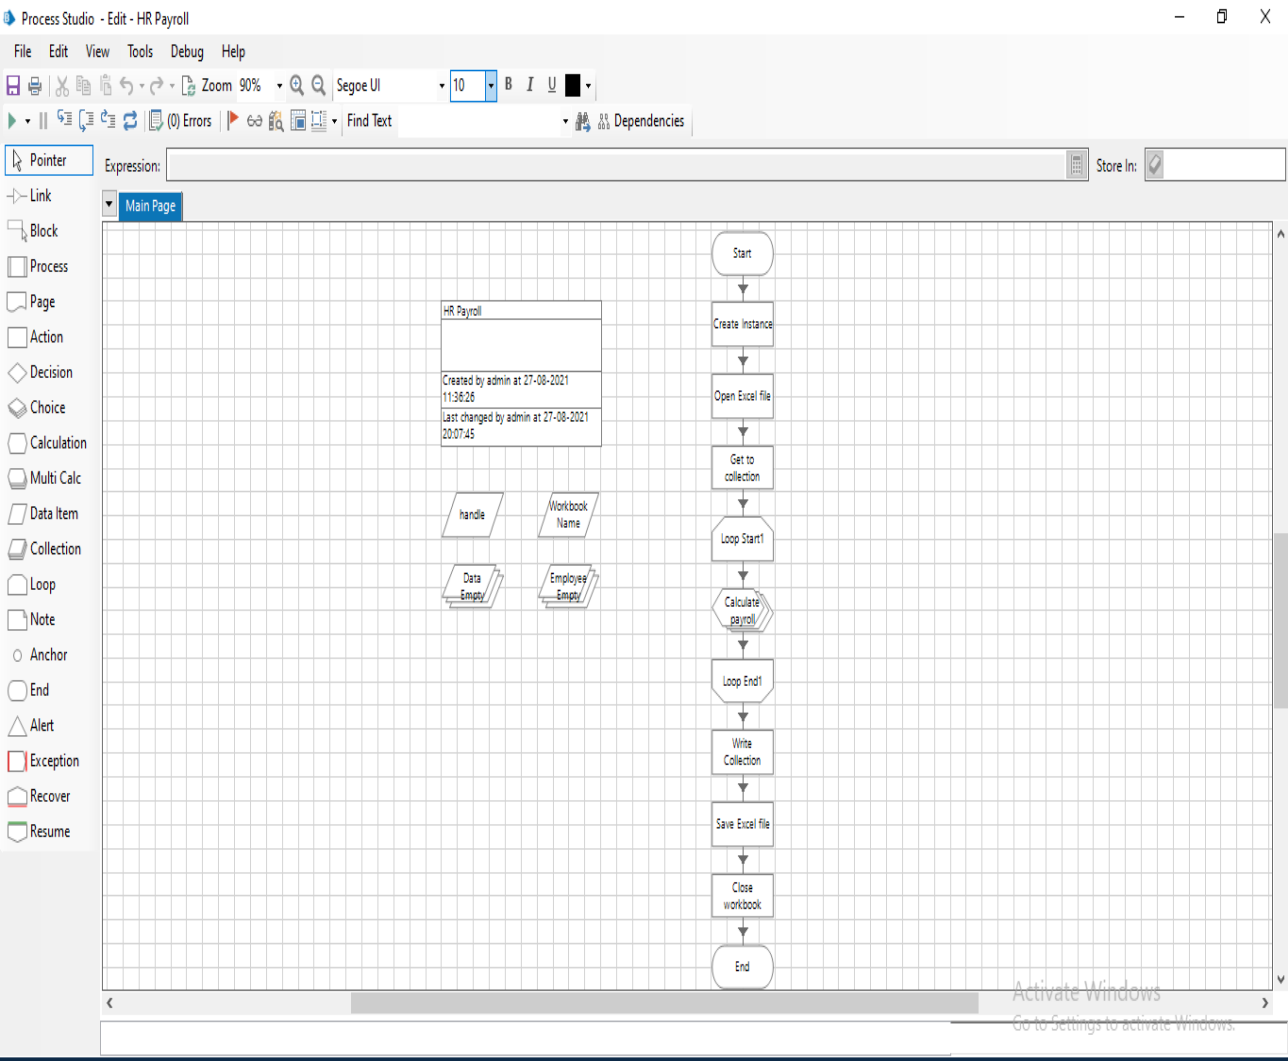 Process Studio - Edit - HR Payroll
File Edit View Tools Debug Help
Zoom 90% Segoe UI 10 B I U
(0) Errors Find Text Dependencies
Pointer
Expression: Store In:
Link
Main Page
Block
Process
Page
Action
Decision
Choice
Calculation
Multi Calc
Data Item
Collection
Loop
Note
Anchor
End
Alert
Exception
Recover
Resume
HR Payroll
Created by admin at 27-08-2021
11:36:26
Last changed by admin at 27-08-2021
20:07:45
handle
Workbook
Name
Data
Empty
Employee
Empty
Start
Create Instance
Open Excel file
Get to
collection
Loop Start1
Calculate
payroll
Loop End1
Write
Collection
Save Excel file
Close
workbook
End
Activate Windows
Go to Settings to activate Windows.